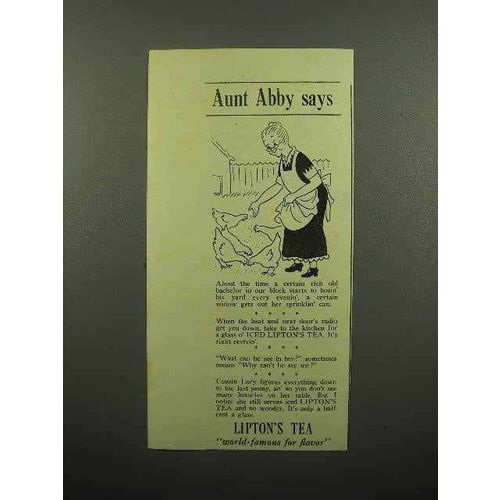 Aunt Abby says
About the time a certain rich old
bachelor in our block starts to hosin'
his yard every evenin', a certain
widow gets out her sprinklin' can.
* * * *
When the heat and next door's radio
get you down, take to the kitchen for
a glass o' ICED LIPTON'S TEA. It's
right revivin'.
* * * *
"What can he see in her?" sometimes
means "Why can't he see me?"
* * * *
Cousin Lucy figures everything down
to the last penny, an' so you don't see
many luxuries on her table. But I
notice she still serves iced LIPTON'S
TEA and no wonder. It's only a half
cent a glass.
LIPTON'S TEA
"world-famous for flavor"